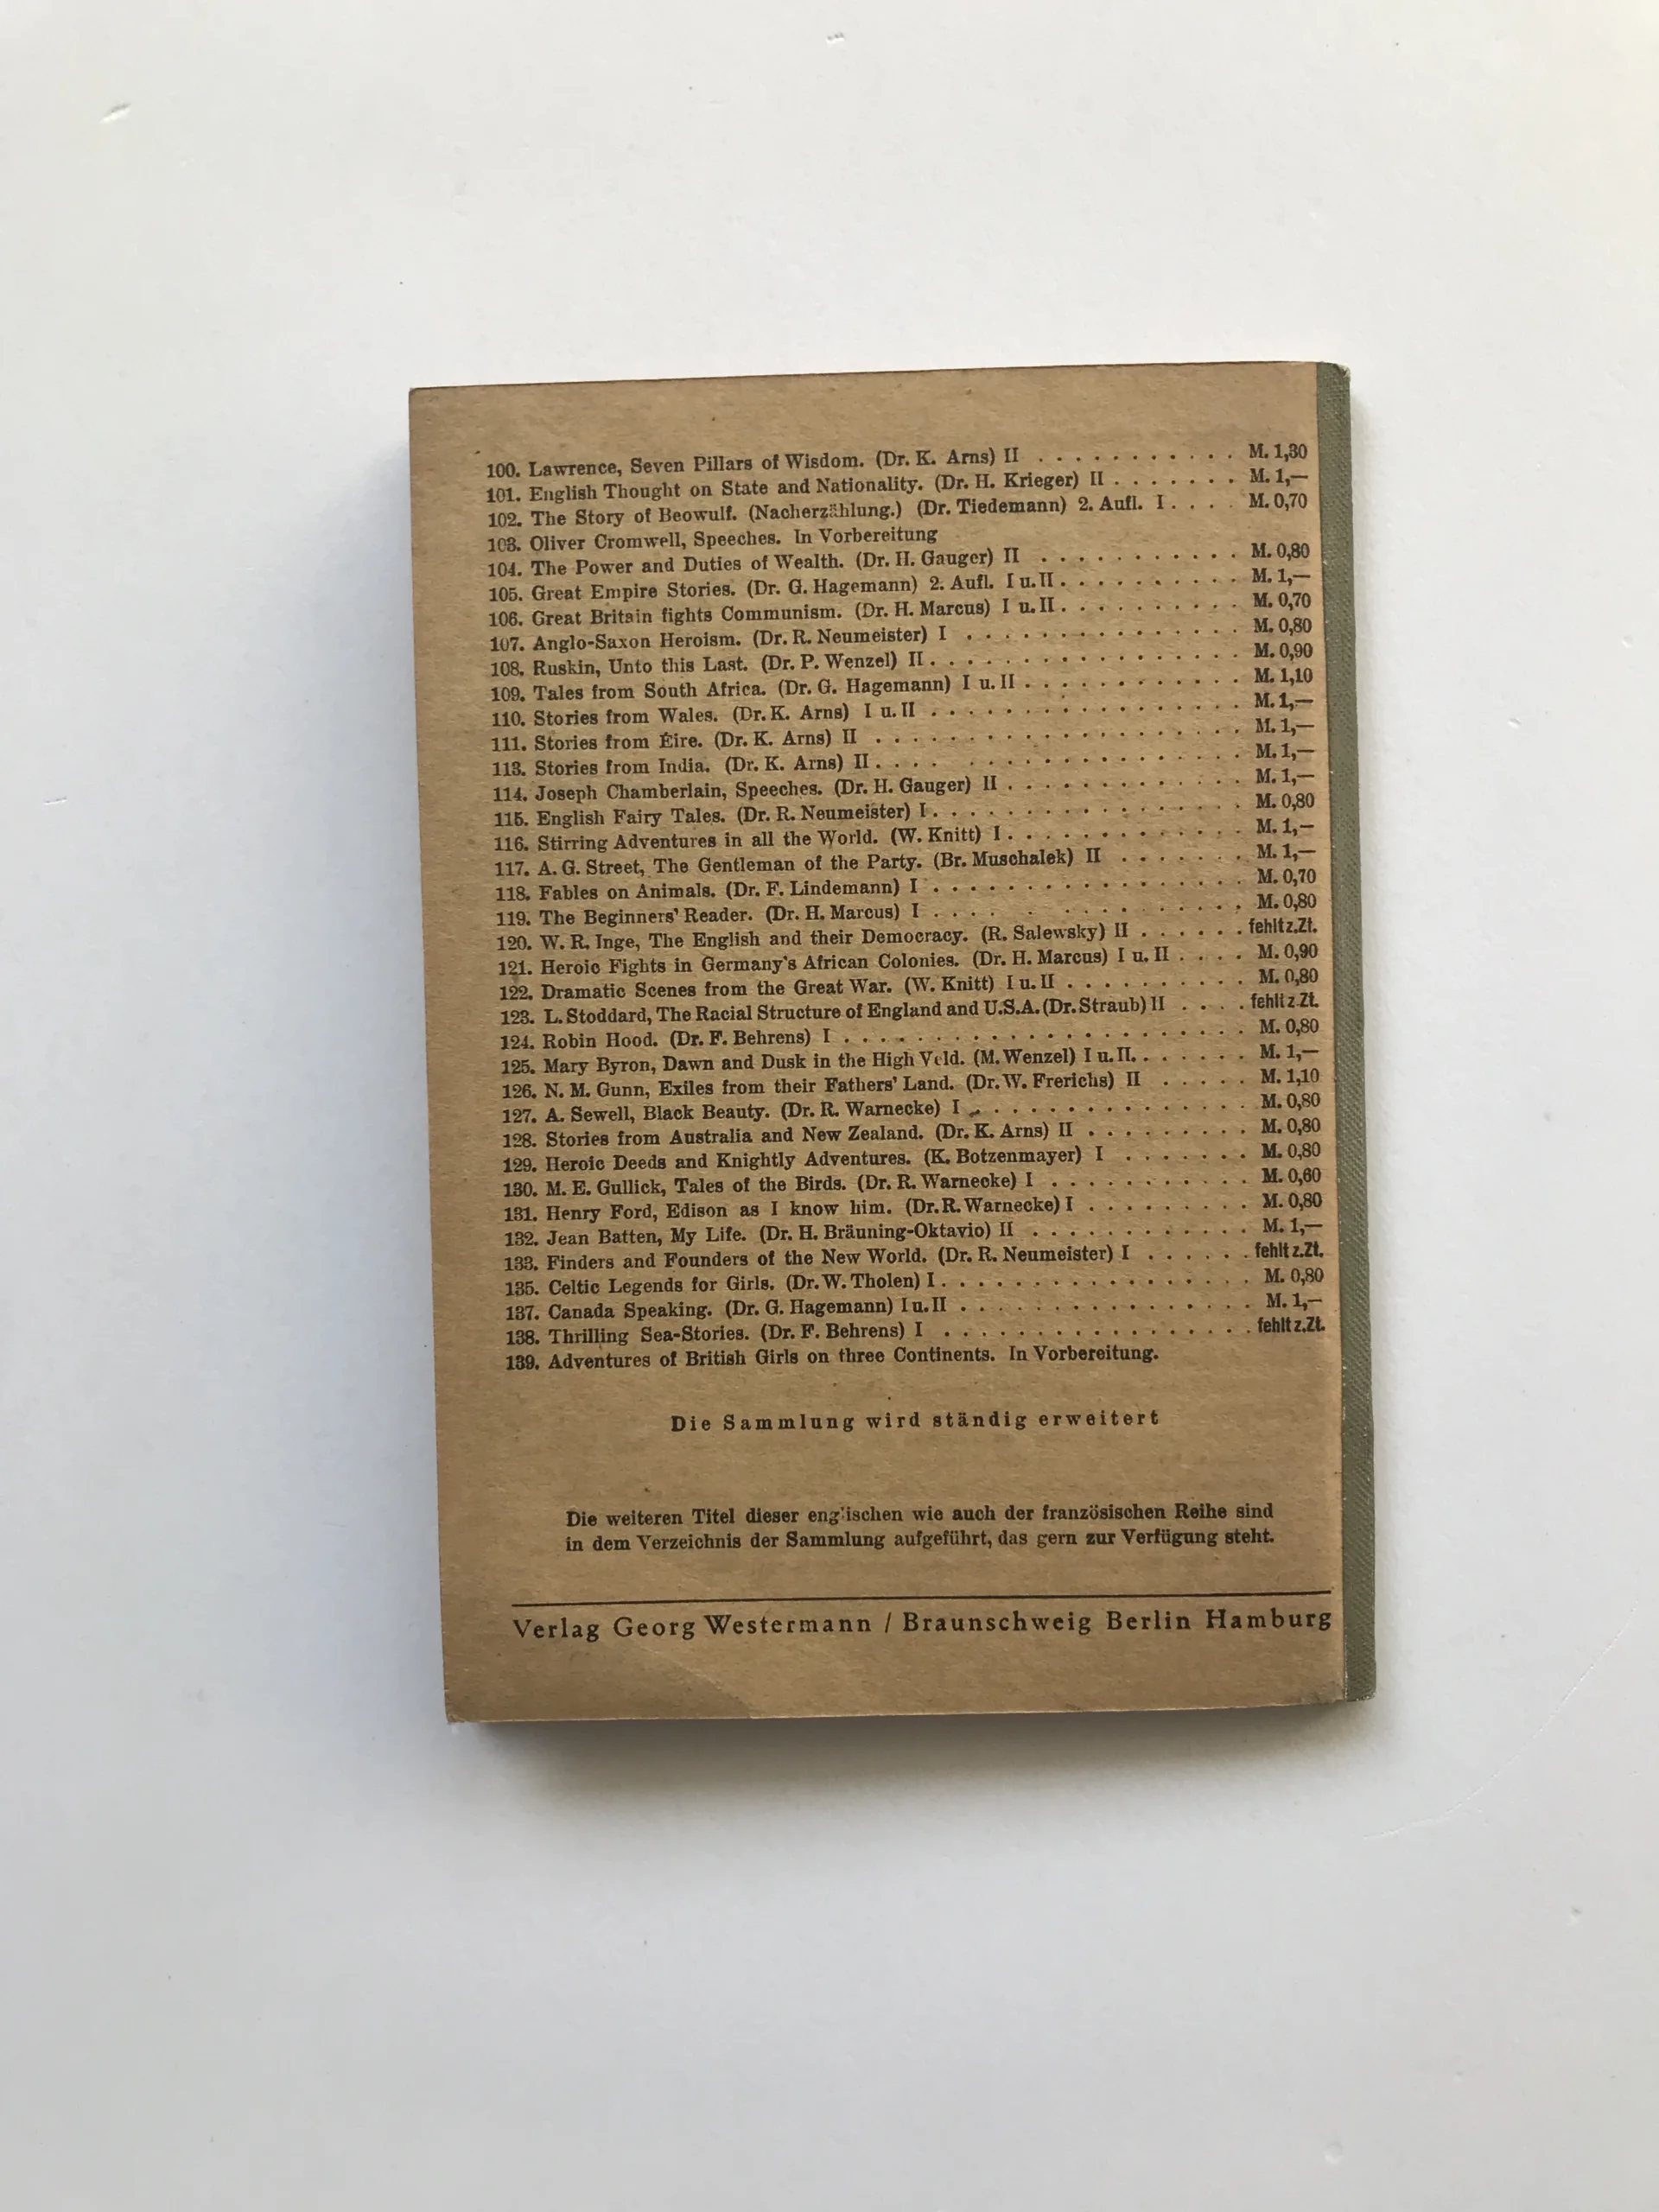 100. Lawrence, Seven Pillars of Wisdom. (Dr. K. Arns) II . . . . . . . . . . . M. 1,30
101. English Thought on State and Nationality. (Dr. H. Krieger) II . . . . . . . M. 1,—
102. The Story of Beowulf. (Nacherzählung.) (Dr. Tiedemann) 2. Aufl. I . . . . M. 0,70
103. Oliver Cromwell, Speeches. In Vorbereitung
104. The Power and Duties of Wealth. (Dr. H. Gauger) II . . . . . . . . . . . M. 0,80
105. Great Empire Stories. (Dr. G. Hagemann) 2. Aufl. I u. II . . . . . . . . . . M. 1,—
106. Great Britain fights Communism. (Dr. H. Marcus) I u. II . . . . . . . . . . M. 0,70
107. Anglo-Saxon Heroism. (Dr. R. Neumeister) I . . . . . . . . . . . . . . . M. 0,80
108. Ruskin, Unto this Last. (Dr. P. Wenzel) II . . . . . . . . . . . . . . . . . M. 0,90
109. Tales from South Africa. (Dr. G. Hagemann) I u. II . . . . . . . . . . . . M. 1,10
110. Stories from Wales. (Dr. K. Arns) I u. II . . . . . . . . . . . . . . . . . M. 1,—
111. Stories from Éire. (Dr. K. Arns) II . . . . . . . . . . . . . . . . . . . . M. 1,—
113. Stories from India. (Dr. K. Arns) II . . . . . . . . . . . . . . . . . . . M. 1,—
114. Joseph Chamberlain, Speeches. (Dr. H. Gauger) II . . . . . . . . . . . . . M. 1,—
115. English Fairy Tales. (Dr. R. Neumeister) I . . . . . . . . . . . . . . . . . M. 0,80
116. Stirring Adventures in all the World. (W. Knitt) I . . . . . . . . . . . . . M. 1,—
117. A. G. Street, The Gentleman of the Party. (Br. Muschalek) II . . . . . . . M. 1,—
118. Fables on Animals. (Dr. F. Lindemann) I . . . . . . . . . . . . . . . . . M. 0,70
119. The Beginners' Reader. (Dr. H. Marcus) I . . . . . . . . . . . . . . . . M. 0,80
120. W. R. Inge, The English and their Democracy. (R. Salewsky) II . . . . . . fehlt z. Zt.
121. Heroic Fights in Germany's African Colonies. (Dr. H. Marcus) I u. II . . . . M. 0,90
122. Dramatic Scenes from the Great War. (W. Knitt) I u. II . . . . . . . . . . M. 0,80
123. L. Stoddard, The Racial Structure of England and U.S.A. (Dr. Straub) II . . . . fehlt z. Zt.
124. Robin Hood. (Dr. F. Behrens) I . . . . . . . . . . . . . . . . . . . . . M. 0,80
125. Mary Byron, Dawn and Dusk in the High Veld. (M. Wenzel) I u. II. . . . . . . M. 1,—
126. N. M. Gunn, Exiles from their Fathers' Land. (Dr. W. Frerichs) II . . . . . M. 1,10
127. A. Sewell, Black Beauty. (Dr. R. Warnecke) I . . . . . . . . . . . . . . . M. 0,80
128. Stories from Australia and New Zealand. (Dr. K. Arns) II . . . . . . . . . M. 0,80
129. Heroic Deeds and Knightly Adventures. (K. Botzenmayer) I . . . . . . . M. 0,80
130. M. E. Gullick, Tales of the Birds. (Dr. R. Warnecke) I . . . . . . . . . . . M. 0,60
131. Henry Ford, Edison as I know him. (Dr. R. Warnecke) I . . . . . . . . . M. 0,80
132. Jean Batten, My Life. (Dr. H. Bräuning-Oktavio) II . . . . . . . . . . . . M. 1,—
133. Finders and Founders of the New World. (Dr. R. Neumeister) I . . . . . . fehlt z. Zt.
135. Celtic Legends for Girls. (Dr. W. Tholen) I . . . . . . . . . . . . . . . . . M. 0,80
137. Canada Speaking. (Dr. G. Hagemann) I u. II . . . . . . . . . . . . . . . . M. 1,—
138. Thrilling Sea-Stories. (Dr. F. Behrens) I . . . . . . . . . . . . . . . . . fehlt z. Zt.
139. Adventures of British Girls on three Continents. In Vorbereitung.
Die Sammlung wird ständig erweitert
Die weiteren Titel dieser englischen wie auch der französischen Reihe sind
in dem Verzeichnis der Sammlung aufgeführt, das gern zur Verfügung steht.
Verlag Georg Westermann / Braunschweig Berlin Hamburg